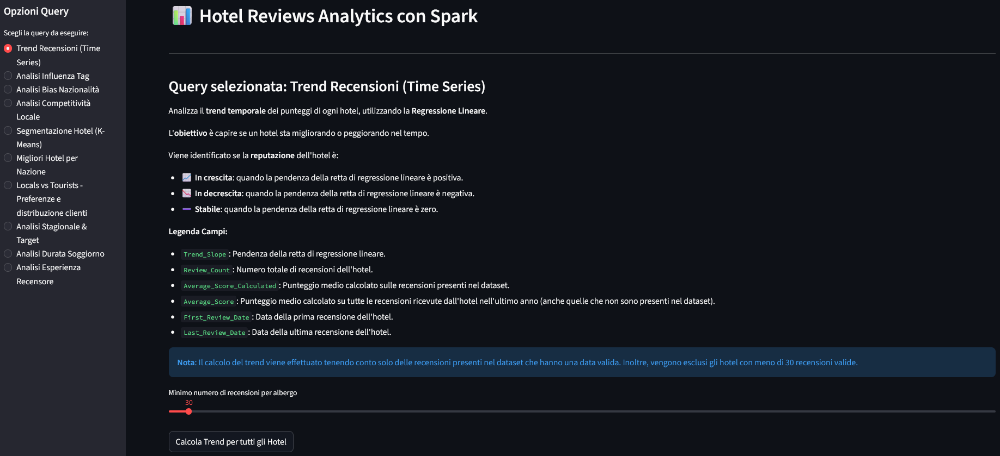 Opzioni Query
Scegli la query da eseguire:
Trend Recensioni (Time
Series)
Analisi Influenza Tag
Analisi Bias Nazionalità
Analisi Competitività
Locale
Segmentazione Hotel (K-
Means)
Migliori Hotel per
Nazione
Locals vs Tourists -
Preferenze e
distribuzione clienti
Analisi Stagionale &
Target
Analisi Durata Soggiorno
Analisi Esperienza
Recensore
Hotel Reviews Analytics con Spark
Query selezionata: Trend Recensioni (Time Series)
Analizza il trend temporale dei punteggi di ogni hotel, utilizzando la Regressione Lineare.
L'obiettivo è capire se un hotel sta migliorando o peggiorando nel tempo.
Viene identificato se la reputazione dell'hotel è:
In crescita: quando la pendenza della retta di regressione lineare è positiva.
In decrescita: quando la pendenza della retta di regressione lineare è negativa.
Stabile: quando la pendenza della retta di regressione lineare è zero.
Legenda Campi:
Trend_Slope: Pendenza della retta di regressione lineare.
Review_Count: Numero totale di recensioni dell'hotel.
Average_Score_Calculated: Punteggio medio calcolato sulle recensioni presenti nel dataset.
Average_Score: Punteggio medio calcolato su tutte le recensioni ricevute dall'hotel nell'ultimo anno (anche quelle che non sono presenti nel dataset).
First_Review_Date: Data della prima recensione dell'hotel.
Last_Review_Date: Data della ultima recensione dell'hotel.
Nota: Il calcolo del trend viene effettuato tenendo conto solo delle recensioni presenti nel dataset che hanno una data valida. Inoltre, vengono esclusi gli hotel con meno di 30 recensioni valide.
Minimo numero di recensioni per albergo
30
Calcola Trend per tutti gli Hotel